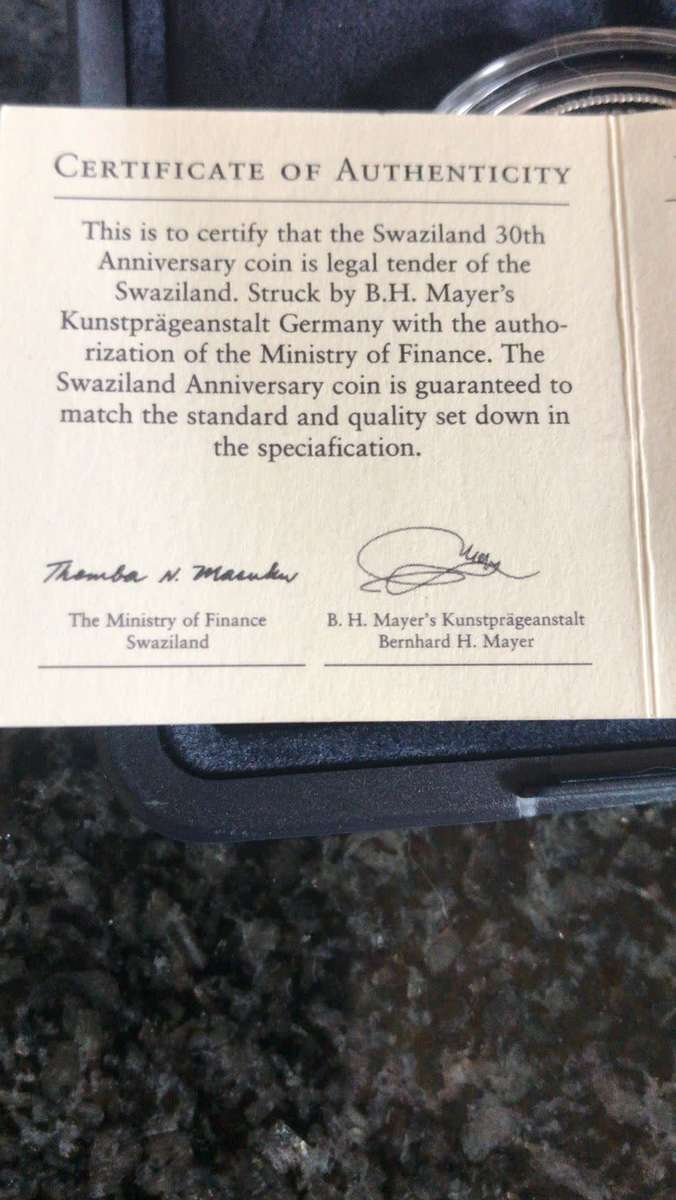 CERTIFICATE OF AUTHENTICITY
This is to certify that the Swaziland 30th
Anniversary coin is legal tender of the
Swaziland. Struck by B.H. Mayer's
Kunstprägeanstalt Germany with the autho-
rization of the Ministry of Finance. The
Swaziland Anniversary coin is guaranteed to
match the standard and quality set down in
the speciafication.
Themba N. Masuku
The Ministry of Finance
Swaziland
B. H. Mayer's Kunstprägeanstalt
Bernhard H. Mayer